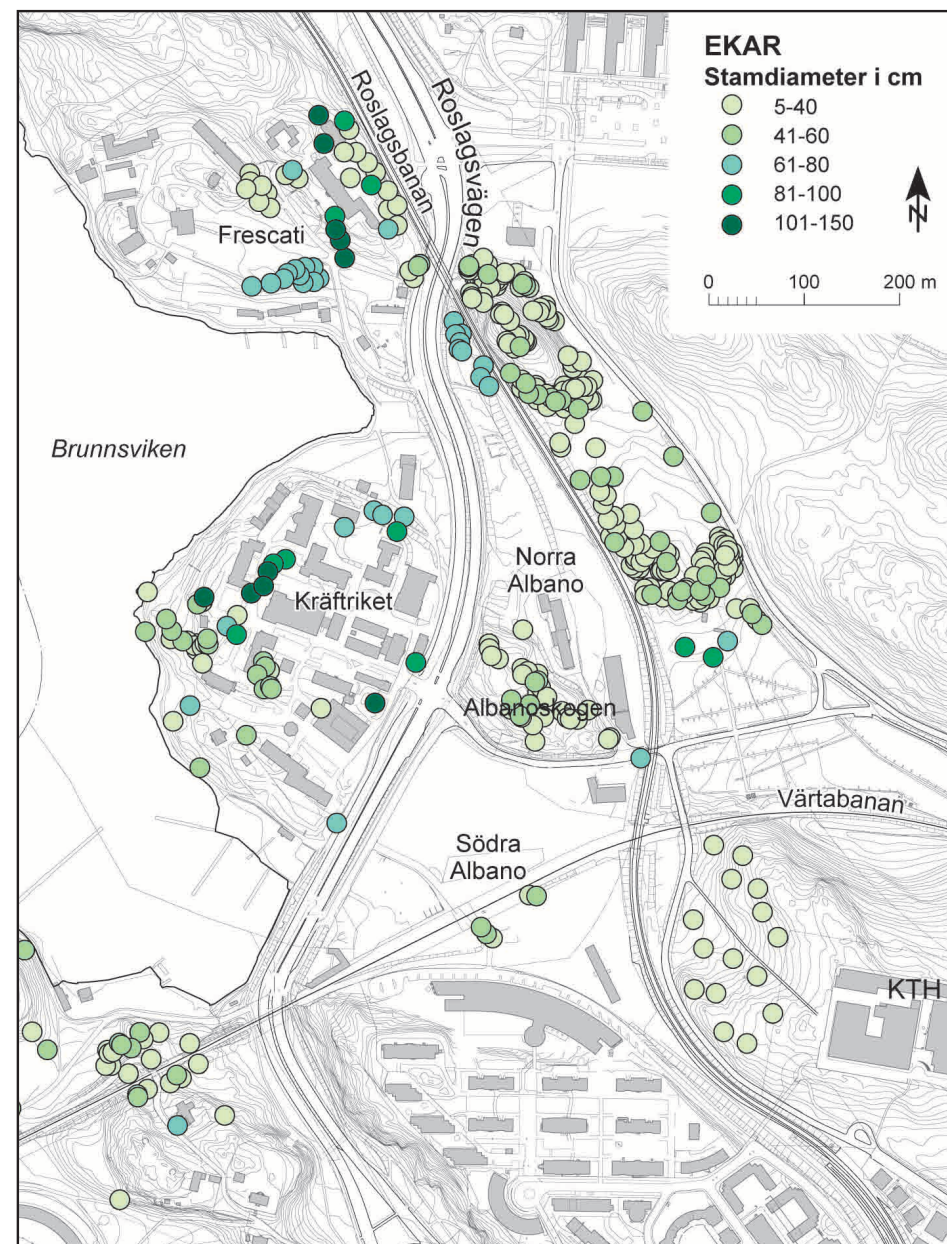 EKAR
Stamdiameter i cm
5-40
41-60
61-80
81-100
101-150
N
0 100 200 m
Roslagsbanan
Roslagsvägen
Frescati
Brunnsviken
Norra
Albano
Kräftriket
Albanoskogen
Värtabanan
Södra
Albano
KTH